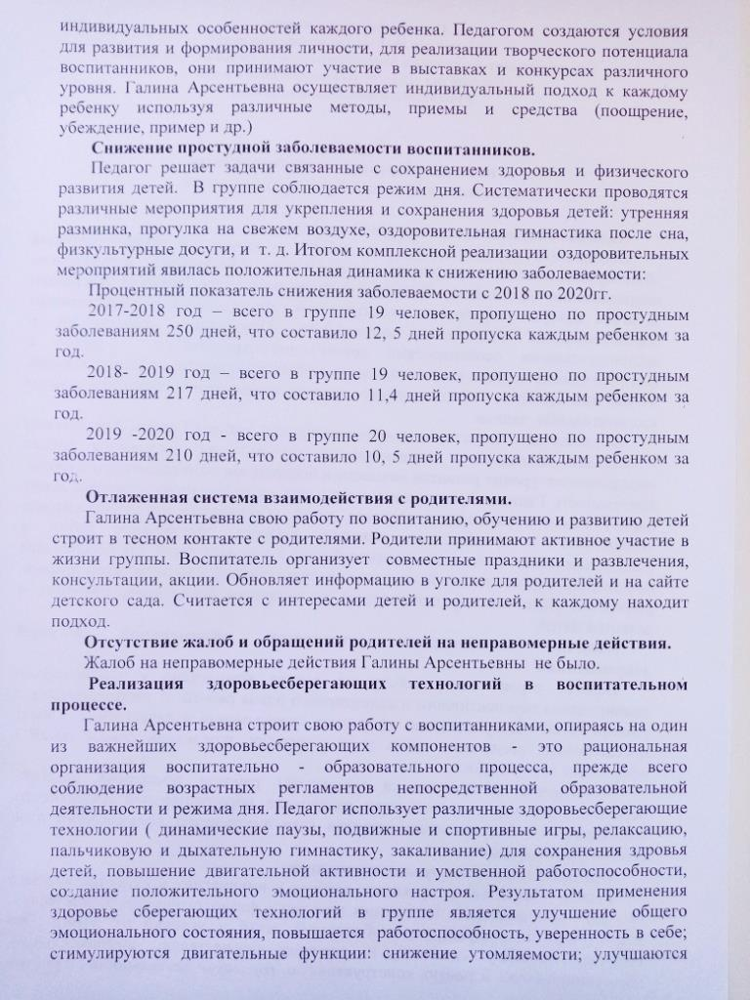 индивидуальных особенностей каждого ребенка. Педагогом создаются условия
для развития и формирования личности, для реализации творческого потенциала
воспитанников, они принимают участие в выставках и конкурсах различного
уровня. Галина Арсентьевна осуществляет индивидуальный подход к каждому
ребенку используя различные методы, приемы и средства (поощрение,
убеждение, пример и др.)
Снижение простудной заболеваемости воспитанников.
Педагог решает задачи связанные с сохранением здоровья и физического
развития детей. В группе соблюдается режим дня. Систематически проводятся
различные мероприятия для укрепления и сохранения здоровья детей: утренняя
разминка, прогулка на свежем воздухе, оздоровительная гимнастика после сна,
физкультурные досуги, и т. д. Итогом комплексной реализации оздоровительных
мероприятий явилась положительная динамика к снижению заболеваемости:
Процентный показатель снижения заболеваемости с 2018 по 2020гг.
2017-2018 год – всего в группе 19 человек, пропущено по простудным
заболеваниям 250 дней, что составило 12, 5 дней пропуска каждым ребенком за
год.
2018- 2019 год – всего в группе 19 человек, пропущено по простудным
заболеваниям 217 дней, что составило 11,4 дней пропуска каждым ребенком за
год.
2019 -2020 год - всего в группе 20 человек, пропущено по простудным
заболеваниям 210 дней, что составило 10, 5 дней пропуска каждым ребенком за
год.
Отлаженная система взаимодействия с родителями.
Галина Арсентьевна свою работу по воспитанию, обучению и развитию детей
строит в тесном контакте с родителями. Родители принимают активное участие в
жизни группы. Воспитатель организует совместные праздники и развлечения,
консультации, акции. Обновляет информацию в уголке для родителей и на сайте
детского сада. Считается с интересами детей и родителей, к каждому находит
подход.
Отсутствие жалоб и обращений родителей на неправомерные действия.
Жалоб на неправомерные действия Галины Арсентьевны не было.
Реализация здоровьесберегающих технологий в воспитательном
процессе.
Галина Арсентьевна строит свою работу с воспитанниками, опираясь на один
из важнейших здоровьесберегающих компонентов - это рациональная
организация воспитательно - образовательного процесса, прежде всего
соблюдение возрастных регламентов непосредственной образовательной
деятельности и режима дня. Педагог использует различные здоровьесберегающие
технологии ( динамические паузы, подвижные и спортивные игры, релаксацию,
пальчиковую и дыхательную гимнастику, закаливание) для сохранения здровья
детей, повышение двигательной активности и умственной работоспособности,
создание положительного эмоционального настроя. Результатом применения
здоровье сберегающих технологий в группе является улучшение общего
эмоционального состояния, повышается работоспособность, уверенность в себе;
стимулируются двигательные функции: снижение утомляемости; улучшаются